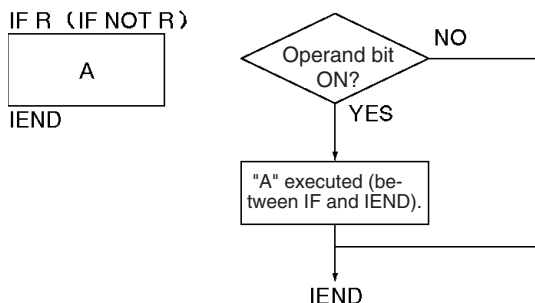 IF R (IF NOT R)
A
IEND
Operand bit
ON?
NO
YES
"A" executed (be-
tween IF and IEND).
IEND